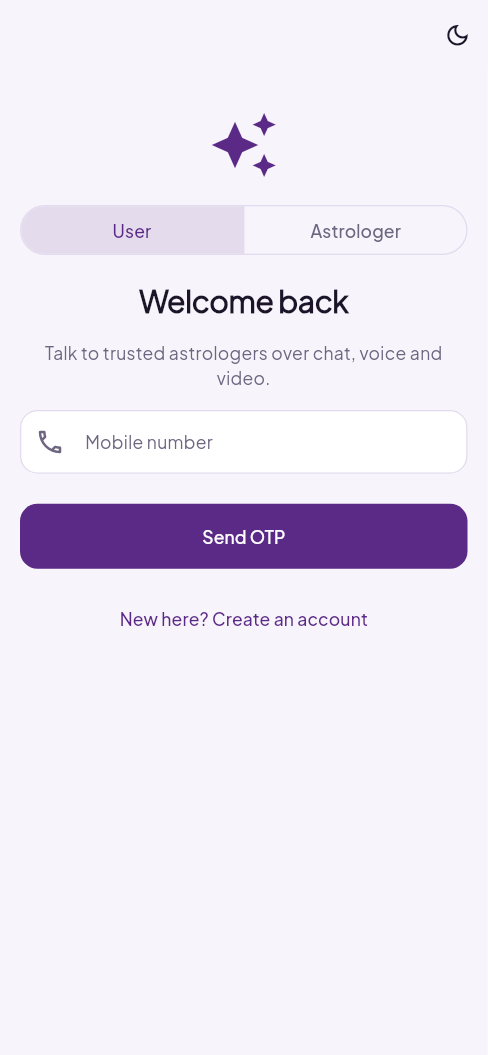 User
Astrologer
Welcome back
Talk to trusted astrologers over chat, voice and
video.
Mobile number
Send OTP
New here? Create an account